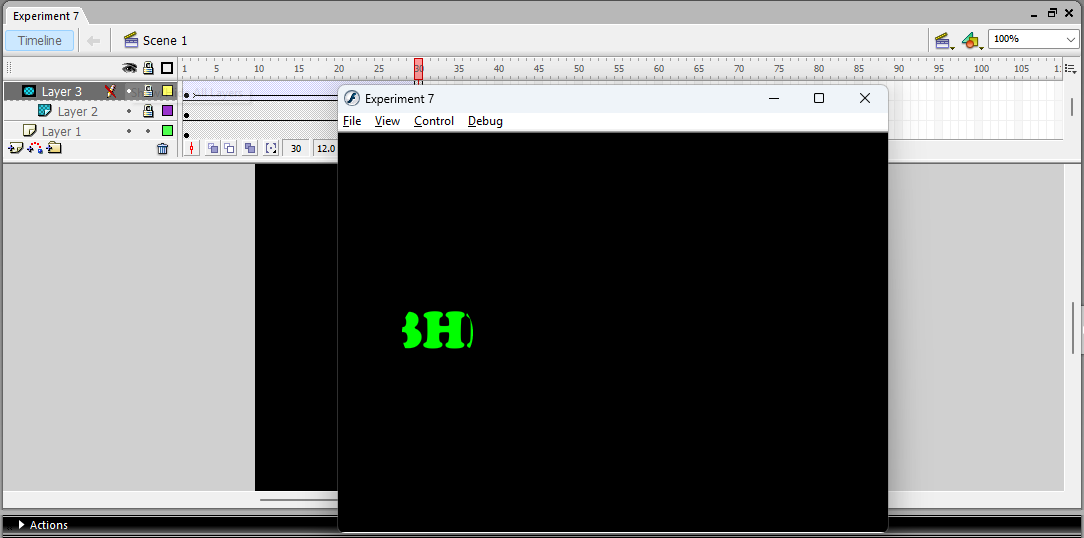 Experiment 7
Timeline
Scene 1
100%
1 5 10 15 20 25 30 35 40 45 50 55 60 65 70 75 80 85 90 95 100 105
Layer 3
Layer 2
Layer 1
30 12.0
Experiment 7
File View Control Debug
BH
Actions